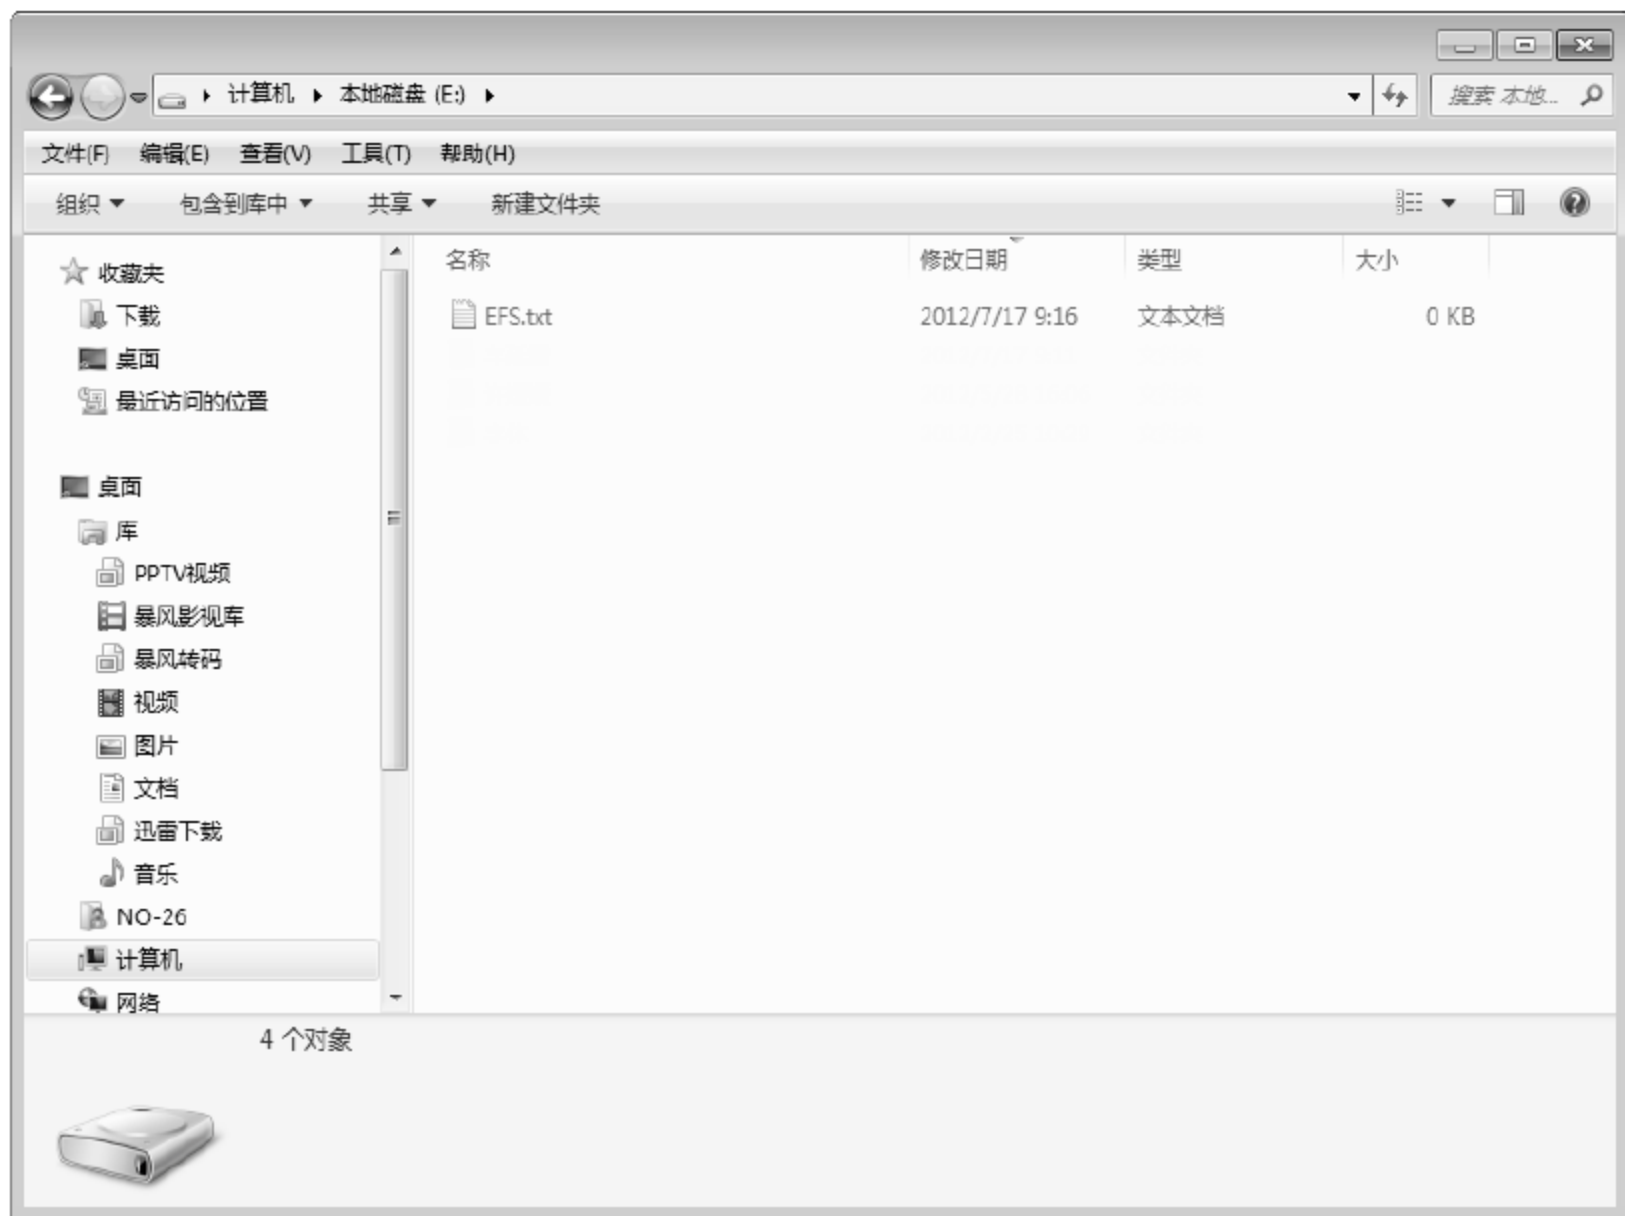 计算机 本地磁盘 (E:)
搜索 本地...
文件(F) 编辑(E) 查看(V) 工具(T) 帮助(H)
组织 包含到库中 共享 新建文件夹
收藏夹
下载
桌面
最近访问的位置
桌面
库
PPTV视频
暴风影视库
暴风转码
视频
图片
文档
迅雷下载
音乐
NO-26
计算机
网络
名称 修改日期 类型 大小
EFS.txt 2012/7/17 9:16 文本文档 0 KB
4 个对象